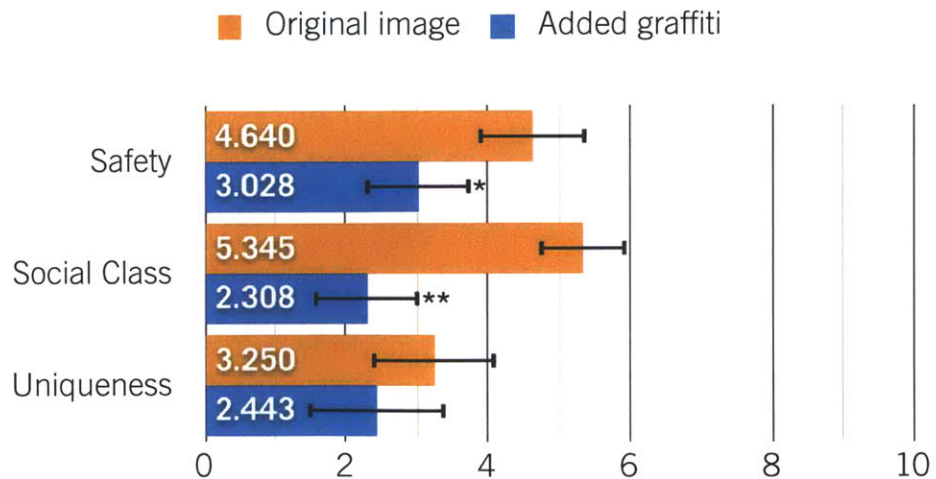 Original image Added graffiti
Safety
4.640
3.028 *
Social Class
5.345
2.308 **
Uniqueness
3.250
2.443
0 2 4 6 8 10